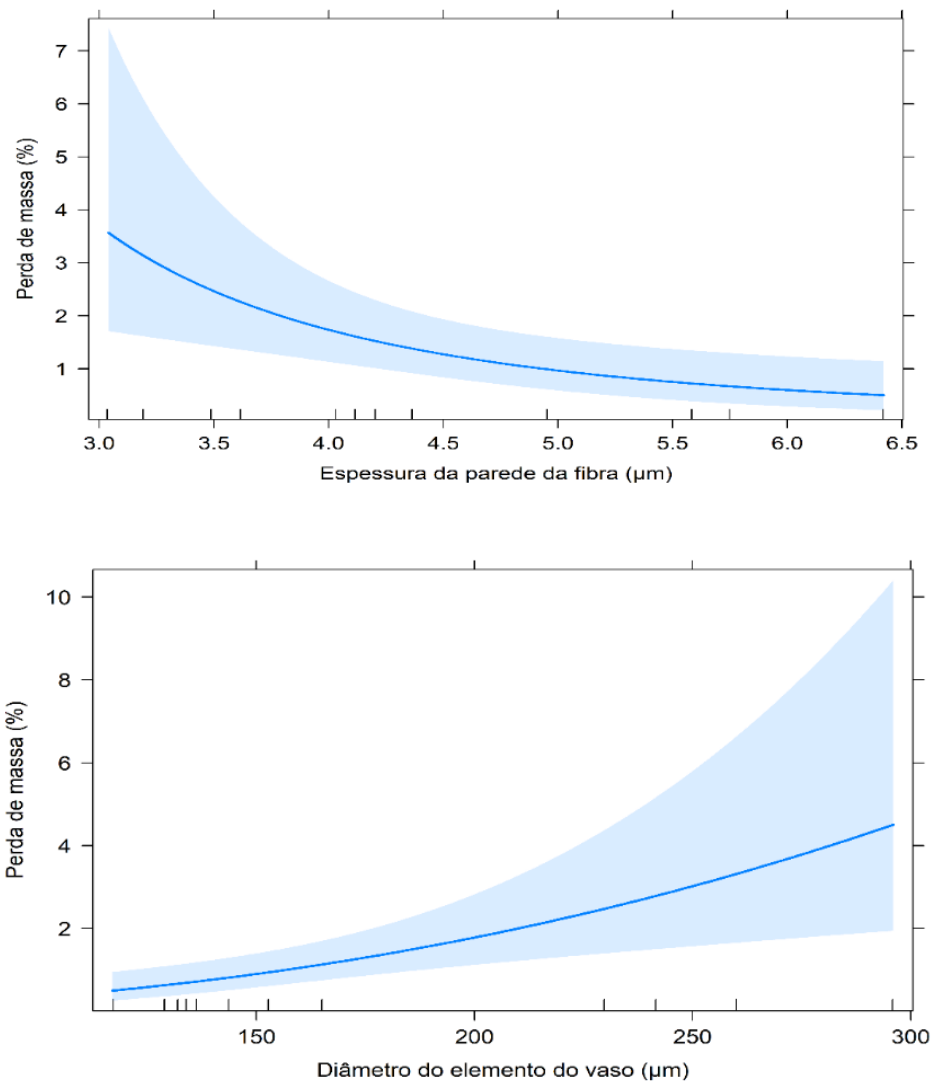 7
6
5
4
3
2
1
Perda de massa (%)
3.0 3.5 4.0 4.5 5.0 5.5 6.0 6.5
Espessura da parede da fibra (μm)
10
8
6
4
2
Perda de massa (%)
150 200 250 300
Diâmetro do elemento do vaso (μm)